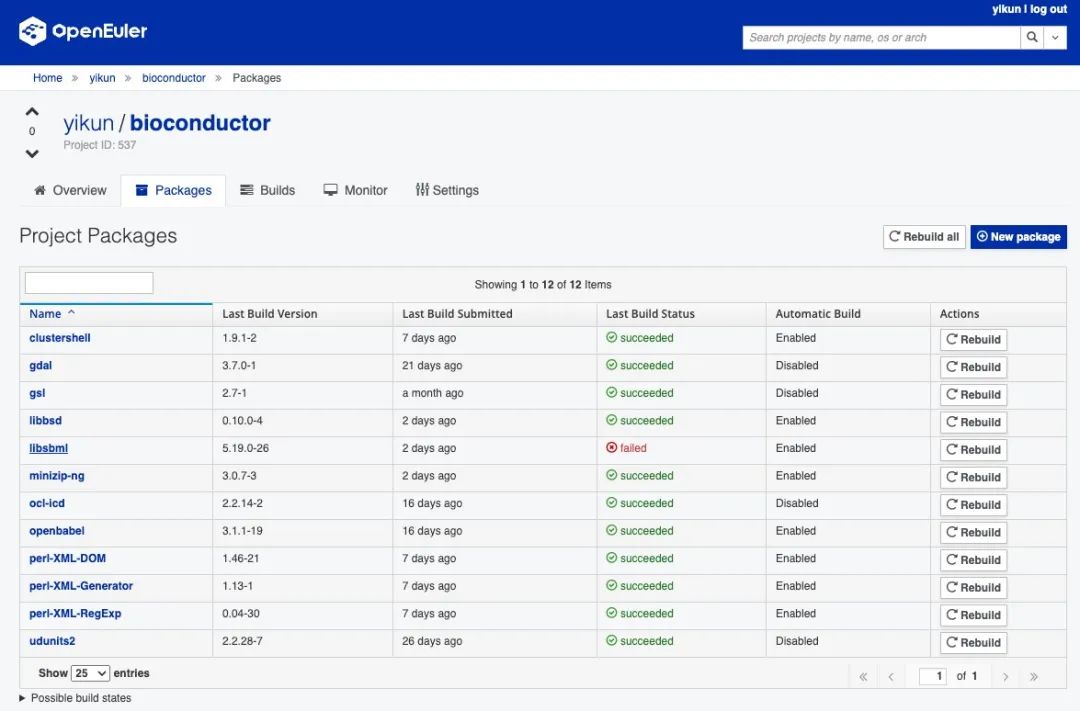 yikun | log out
OpenEuler
Search projects by name, os or arch
Home » yikun » bioconductor » Packages
0
yikun / bioconductor
Project ID: 537
Overview Packages Builds Monitor Settings
Project Packages
Rebuild all New package
Showing 1 to 12 of 12 Items
Name Last Build Version Last Build Submitted Last Build Status Automatic Build Actions
clustershell 1.9.1-2 7 days ago succeeded Enabled Rebuild
gdal 3.7.0-1 21 days ago succeeded Disabled Rebuild
gsl 2.7-1 a month ago succeeded Disabled Rebuild
libbsd 0.10.0-4 2 days ago succeeded Enabled Rebuild
libsbml 5.19.0-26 2 days ago failed Enabled Rebuild
minizip-ng 3.0.7-3 2 days ago succeeded Enabled Rebuild
ocl-icd 2.2.14-2 16 days ago succeeded Disabled Rebuild
openbabel 3.1.1-19 16 days ago succeeded Enabled Rebuild
perl-XML-DOM 1.46-21 7 days ago succeeded Enabled Rebuild
perl-XML-Generator 1.13-1 7 days ago succeeded Enabled Rebuild
perl-XML-RegExp 0.04-30 7 days ago succeeded Enabled Rebuild
udunits2 2.2.28-7 26 days ago succeeded Disabled Rebuild
Show 25 entries « ‹ 1 of 1 › »
Possible build states